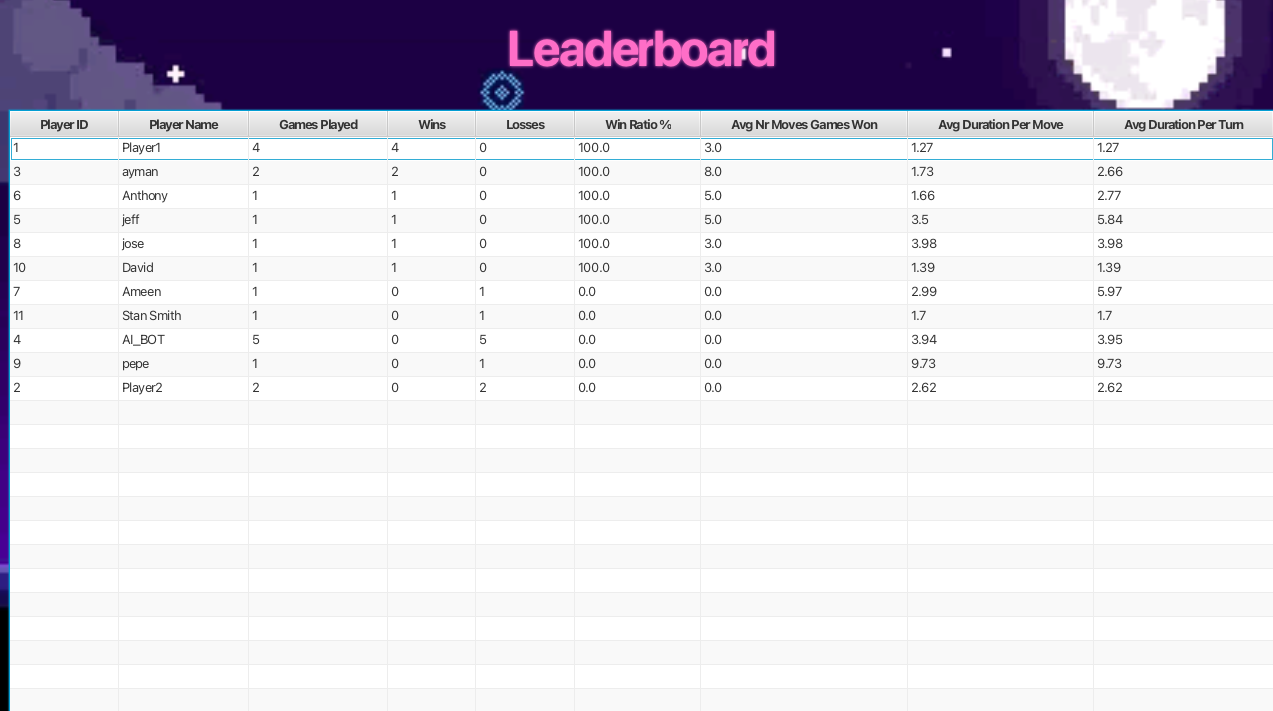 Leaderboard
Player ID Player Name Games Played Wins Losses Win Ratio % Avg Nr Moves Games Won Avg Duration Per Move Avg Duration Per Turn
1 Player1 4 4 0 100.0 3.0 1.27 1.27
3 ayman 2 2 0 100.0 8.0 1.73 2.66
6 Anthony 1 1 0 100.0 5.0 1.66 2.77
5 jeff 1 1 0 100.0 5.0 3.5 5.84
8 jose 1 1 0 100.0 3.0 3.98 3.98
10 David 1 1 0 100.0 3.0 1.39 1.39
7 Ameen 1 0 1 0.0 0.0 2.99 5.97
11 Stan Smith 1 0 1 0.0 0.0 1.7 1.7
4 AI_BOT 5 0 5 0.0 0.0 3.94 3.95
9 pepe 1 0 1 0.0 0.0 9.73 9.73
2 Player2 2 0 2 0.0 0.0 2.62 2.62